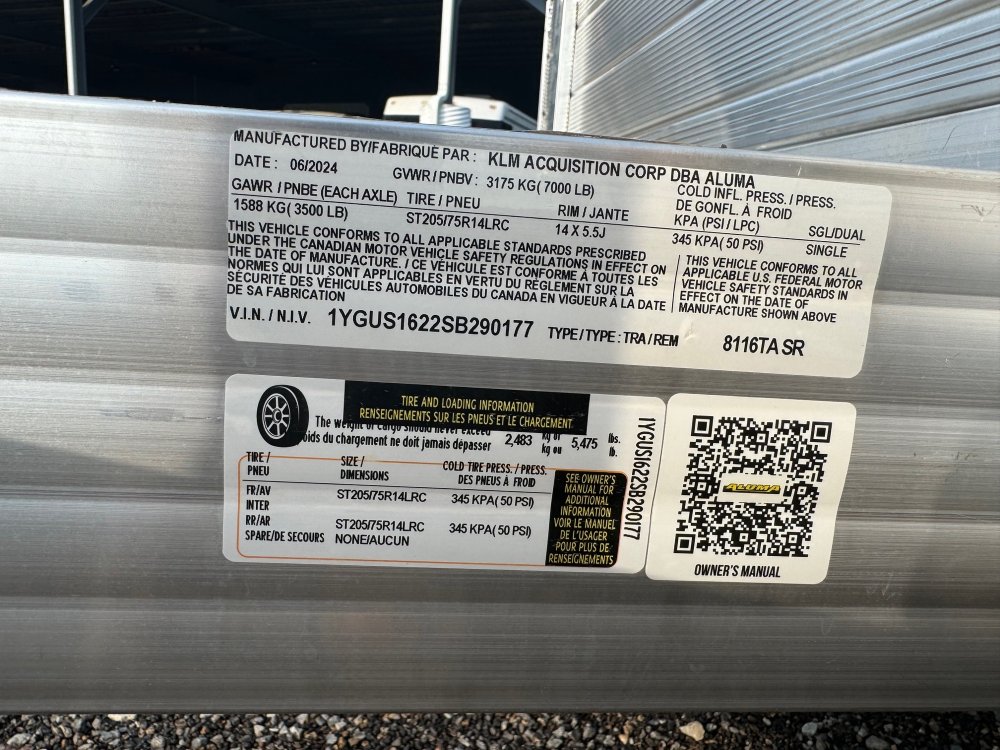 MANUFACTURED BY/FABRIQUÉ PAR : KLM ACQUISITION CORP DBA ALUMA
DATE : 06/2024 GVWR / PNBV : 3175 KG( 7000 LB)
GAWR / PNBE (EACH AXLE) TIRE / PNEU RIM / JANTE COLD INFL. PRESS. / PRESS. DE GONFL. À FROID KPA (PSI / LPC) SGL/DUAL
1588 KG( 3500 LB) ST205/75R14LRC 14 X 5.5J 345 KPA( 50 PSI) SINGLE
THIS VEHICLE CONFORMS TO ALL APPLICABLE STANDARDS PRESCRIBED
UNDER THE CANADIAN MOTOR VEHICLE SAFETY REGULATIONS IN EFFECT ON
THE DATE OF MANUFACTURE. / CE VÉHICULE EST CONFORME À TOUTES LES
NORMES QUI LUI SONT APPLICABLES EN VERTU DU RÈGLEMENT SUR LA
SÉCURITÉ DES VEHICULES AUTOMOBILES DU CANADA EN VIGUEUR À LA DATE
DE SA FABRICATION
THIS VEHICLE CONFORMS TO ALL
APPLICABLE U.S. FEDERAL MOTOR
VEHICLE SAFETY STANDARDS IN
EFFECT ON THE DATE OF
MANUFACTURE SHOWN ABOVE
V.I.N. / N.I.V. 1YGUS1622SB290177 TYPE / TYPE : TRA / REM 8116TA SR
TIRE AND LOADING INFORMATION
RENSEIGNEMENTS SUR LES PNEUS ET LE CHARGEMENT
The weight of cargo should never exceed 2,483 kg or 5,475 lbs.
oids du chargement ne doit jamais dépasser kg ou lb.
TIRE / PNEU SIZE / DIMENSIONS COLD TIRE PRESS. / PRESS. DES PNEUS À FROID
FR/AV ST205/75R14LRC 345 KPA( 50 PSI)
INTER
RR/AR ST205/75R14LRC 345 KPA( 50 PSI)
SPARE/DE SECOURS NONE/AUCUN
SEE OWNER'S
MANUAL FOR
ADDITIONAL
INFORMATION
VOIR LE MANUEL
DE L'USAGER
POUR PLUS DE
RENSEIGNEMENTS
1YGUS1622SB290177
ALUMA
OWNER'S MANUAL